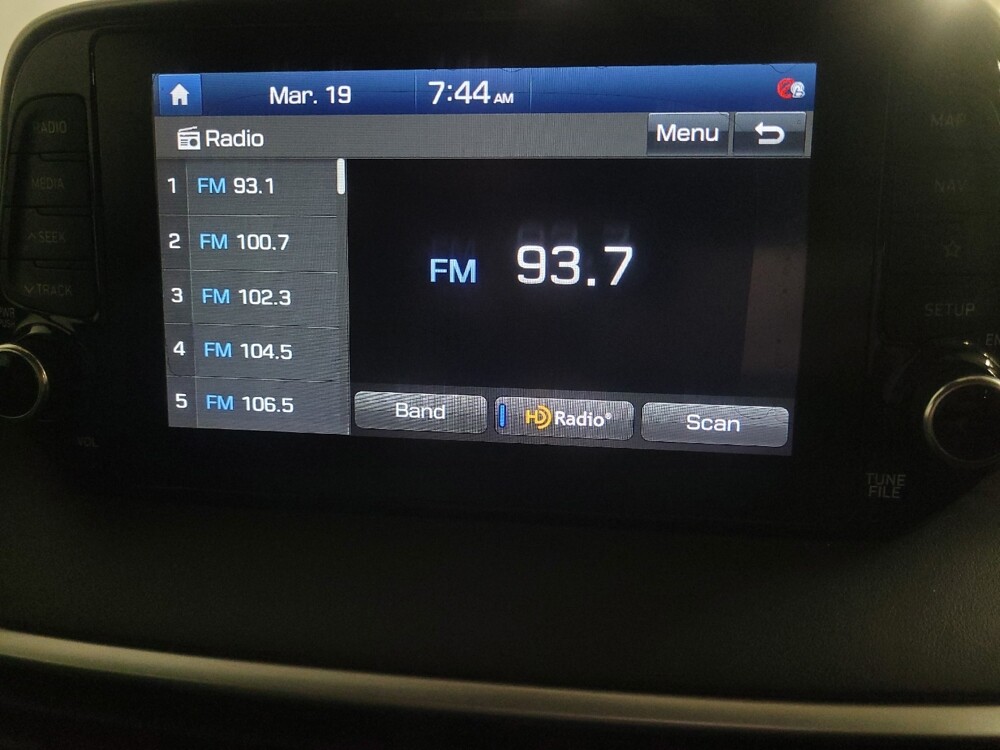 Mar. 19 7:44 AM
Radio Menu
1 FM 93.1
2 FM 100.7
3 FM 102.3
4 FM 104.5
5 FM 106.5
FM 93.7
Band HD Radio® Scan
RADIO
MEDIA
SEEK
TRACK
VOL
MAP
NAV
SETUP
TUNE
FILE